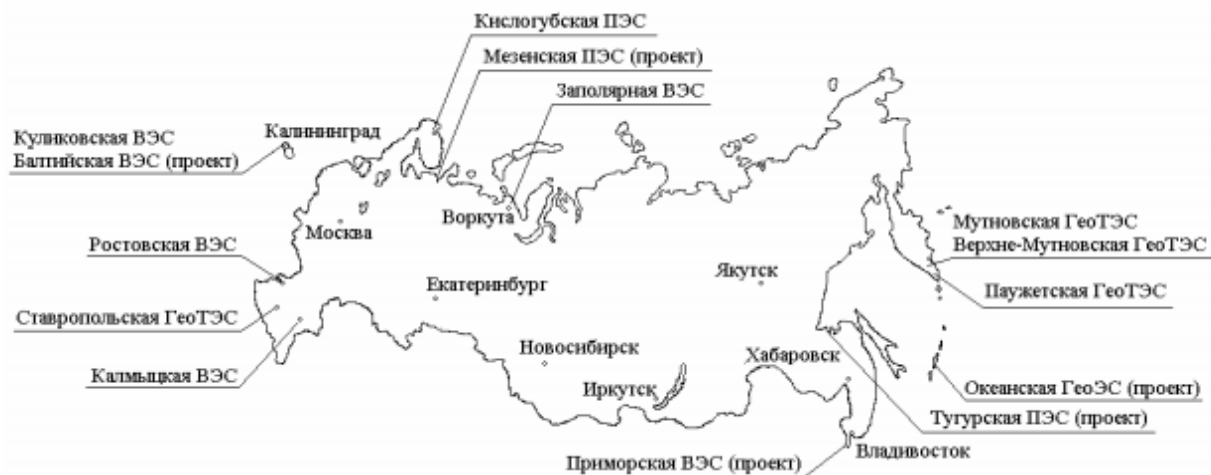 Кислогубская ПЭС
Мезенская ПЭС (проект)
Заполярная ВЭС
Калининград
Куликовская ВЭС
Балтийская ВЭС (проект)
Воркута
Москва
Мутновская ГеоТЭС
Верхне-Мутновская ГеоТЭС
Ростовская ВЭС
Якутск
Екатеринбург
Паужетская ГеоТЭС
Ставропольская ГеоТЭС
Новосибирск
Хабаровск
Калмыцкая ВЭС
Иркутск
Океанская ГеоЭС (проект)
Тугурская ПЭС (проект)
Владивосток
Приморская ВЭС (проект)